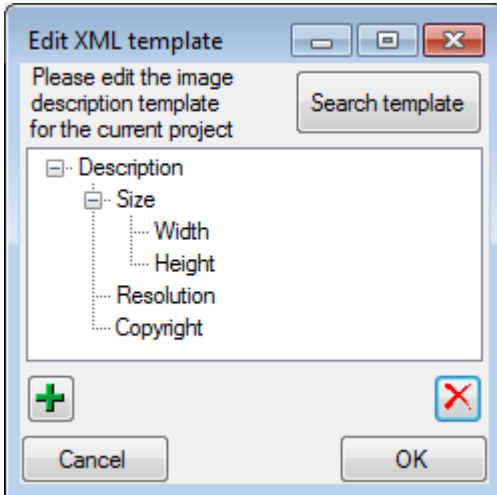 Edit XML template
Please edit the image
description template
for the current project
Search template
Description
Size
Width
Height
Resolution
Copyright
Cancel
OK